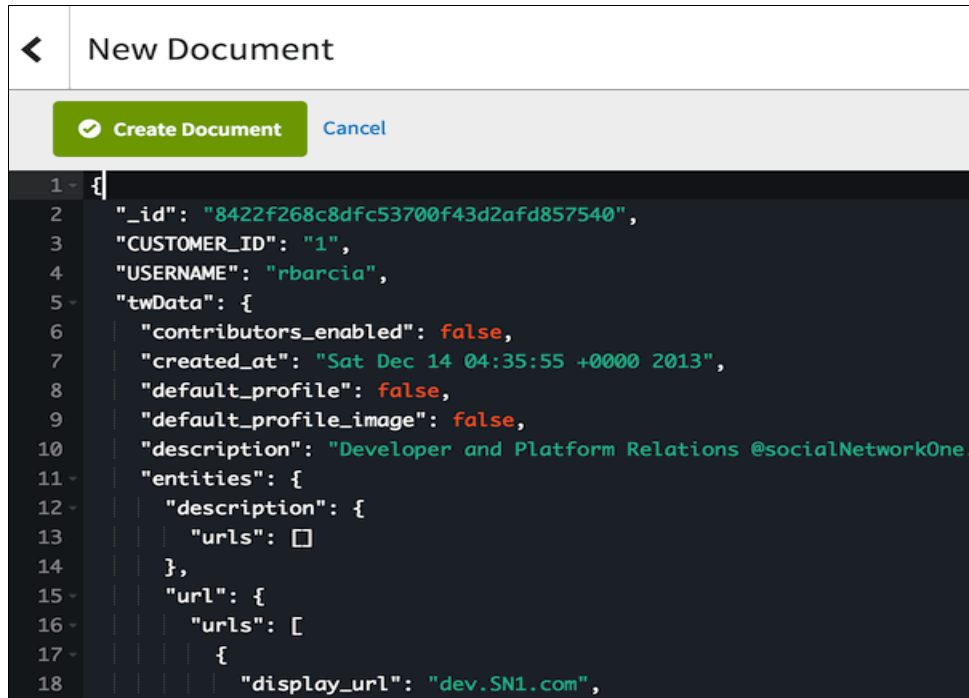 New Document
Create Document Cancel
1 {
2 "_id": "8422f268c8dfc53700f43d2afd857540",
3 "CUSTOMER_ID": "1",
4 "USERNAME": "rbarcia",
5 "twData": {
6 "contributors_enabled": false,
7 "created_at": "Sat Dec 14 04:35:55 +0000 2013",
8 "default_profile": false,
9 "default_profile_image": false,
10 "description": "Developer and Platform Relations @socialNetworkOne.
11 "entities": {
12 "description": {
13 "urls": []
14 },
15 "url": {
16 "urls": [
17 {
18 "display_url": "dev.SN1.com",